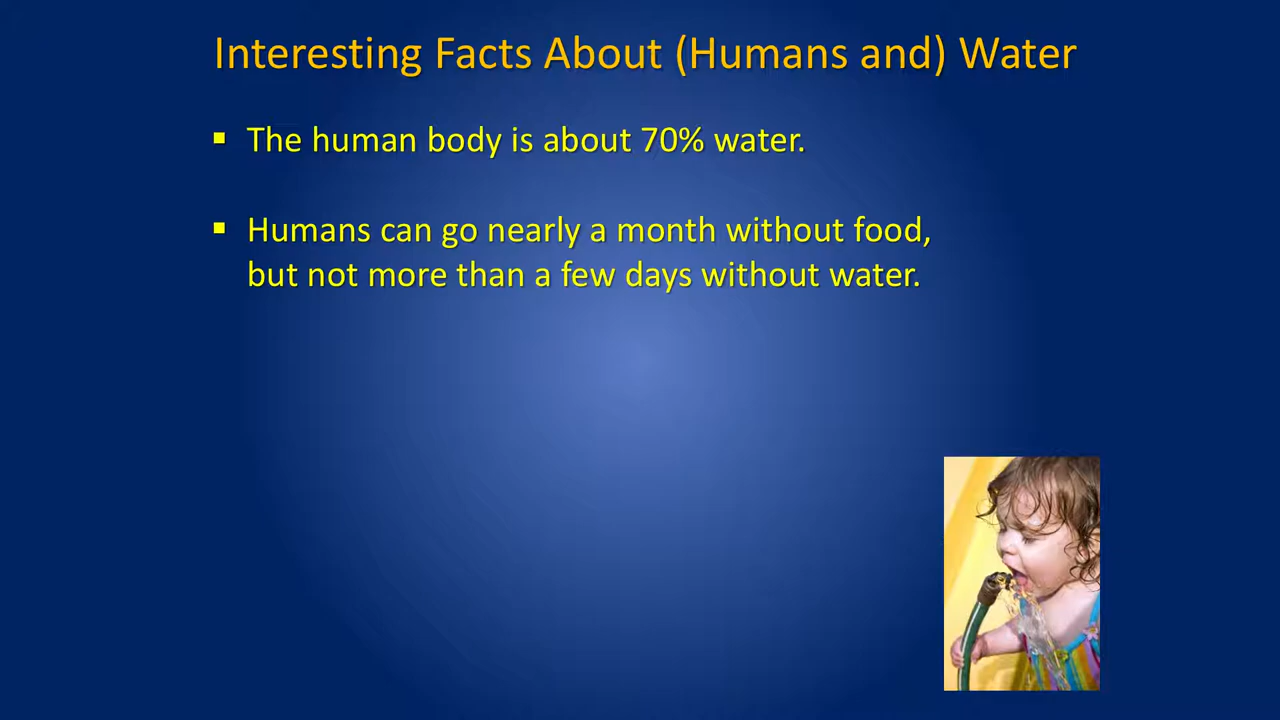 Interesting Facts About (Humans and) Water
▪ The human body is about 70% water.
▪ Humans can go nearly a month without food,
but not more than a few days without water.